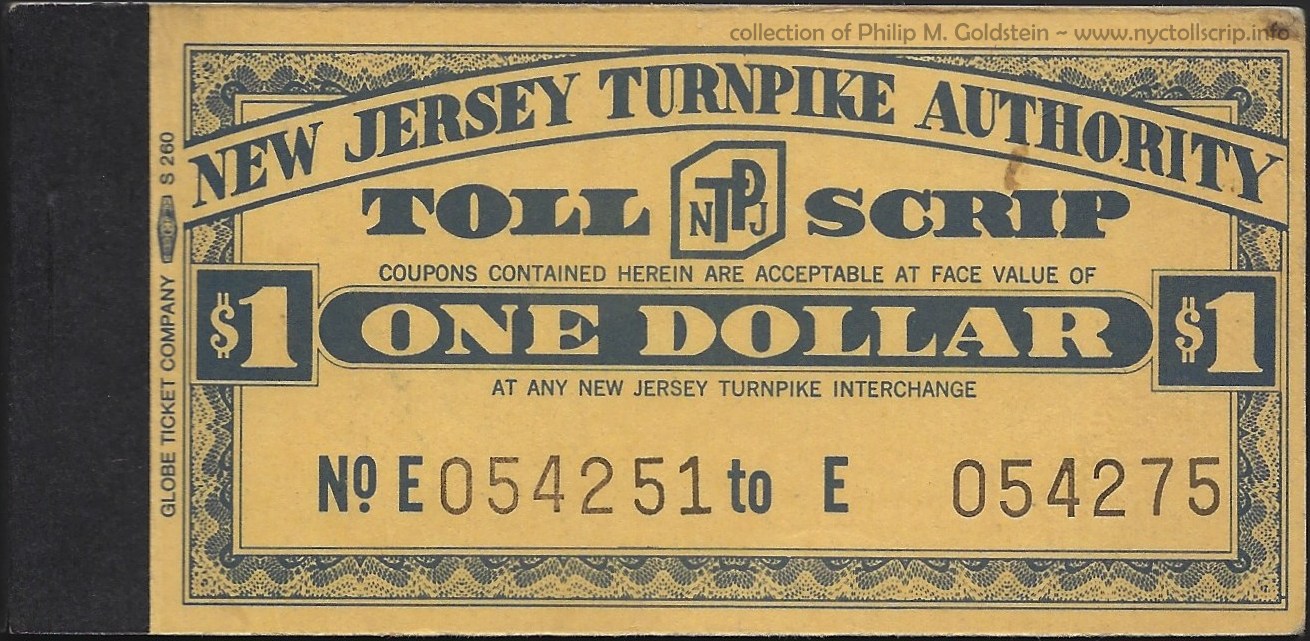 collection of Philip M. Goldstein ~ www.nyctollscrip.info
NEW JERSEY TURNPIKE AUTHORITY
TOLL NTPJ SCRIP
COUPONS CONTAINED HEREIN ARE ACCEPTABLE AT FACE VALUE OF
$1 ONE DOLLAR $1
AT ANY NEW JERSEY TURNPIKE INTERCHANGE
No. E 054251 to E 054275
GLOBE TICKET COMPANY S 260